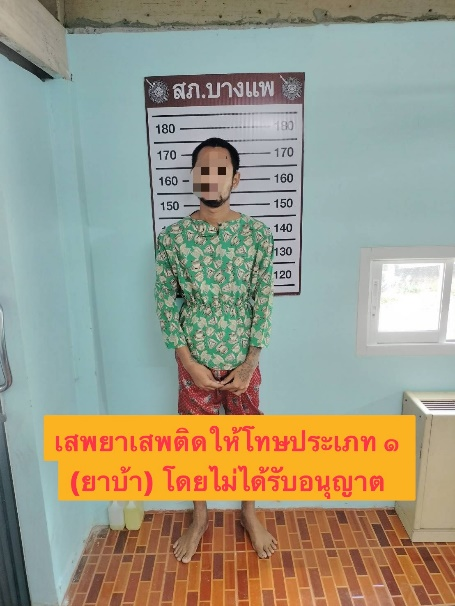 สภ.บางแพ
180 180
170 170
160 160
150 150
140
130
120
เสพยาเสพติดให้โทษประเภท ๑
(ยาบ้า) โดยไม่ได้รับอนุญาต